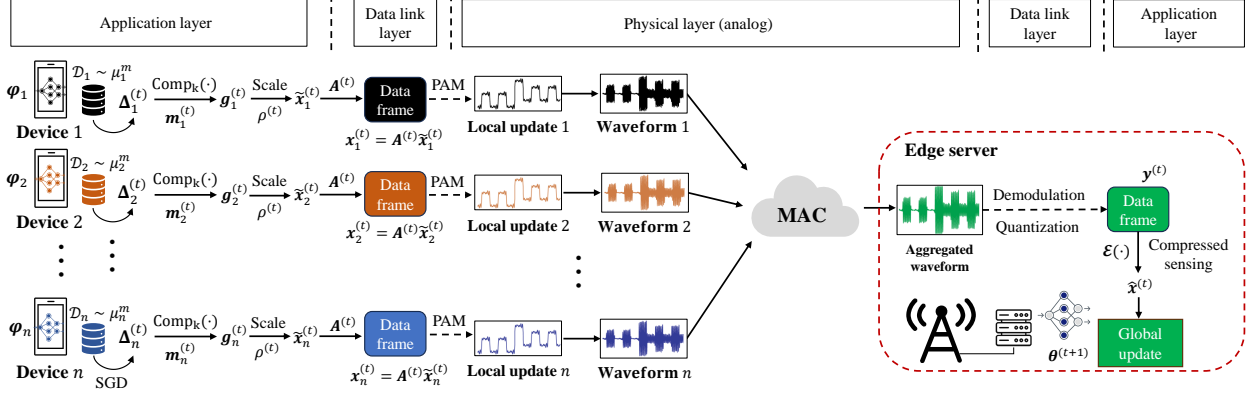 Application layer
Data link
layer
Physical layer (analog)
Data link
layer
Application
layer
𝒟₁ ~ μ₁ᵐ
φ₁
Δ₁⁽ᵗ⁾
Compₖ(·)
m₁⁽ᵗ⁾
g₁⁽ᵗ⁾
Scale
ρ⁽ᵗ⁾
x̃₁⁽ᵗ⁾
A⁽ᵗ⁾
Data
frame
x₁⁽ᵗ⁾ = A⁽ᵗ⁾x̃₁⁽ᵗ⁾
PAM
Local update 1
Waveform 1
Device 1
𝒟₂ ~ μ₂ᵐ
φ₂
Δ₂⁽ᵗ⁾
Compₖ(·)
m₂⁽ᵗ⁾
g₂⁽ᵗ⁾
Scale
ρ⁽ᵗ⁾
x̃₂⁽ᵗ⁾
A⁽ᵗ⁾
Data
frame
x₂⁽ᵗ⁾ = A⁽ᵗ⁾x̃₂⁽ᵗ⁾
PAM
Local update 2
Waveform 2
Device 2
𝒟ₙ ~ μₙᵐ
φₙ
Δₙ⁽ᵗ⁾
Compₖ(·)
mₙ⁽ᵗ⁾
gₙ⁽ᵗ⁾
Scale
ρ⁽ᵗ⁾
x̃ₙ⁽ᵗ⁾
A⁽ᵗ⁾
Data
frame
xₙ⁽ᵗ⁾ = A⁽ᵗ⁾x̃ₙ⁽ᵗ⁾
PAM
Local update n
Waveform n
Device n
SGD
MAC
Edge server
Aggregated
waveform
Demodulation
Quantization
y⁽ᵗ⁾
Data
frame
ℰ(·)
Compressed
sensing
x̂⁽ᵗ⁾
Global
update
θ⁽ᵗ⁺¹⁾